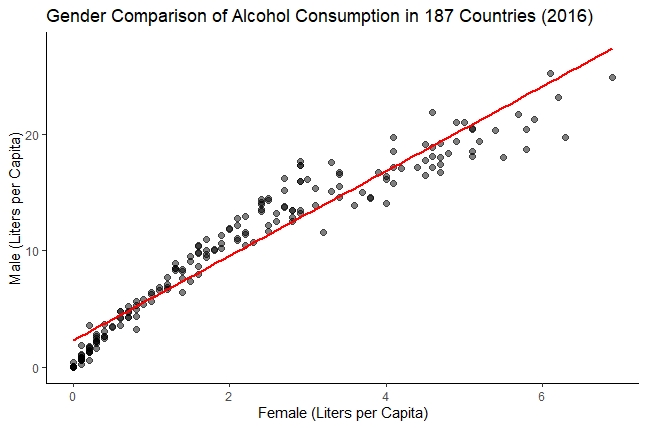 Gender Comparison of Alcohol Consumption in 187 Countries (2016)
Male (Liters per Capita)
20
10
0
0 2 4 6
Female (Liters per Capita)